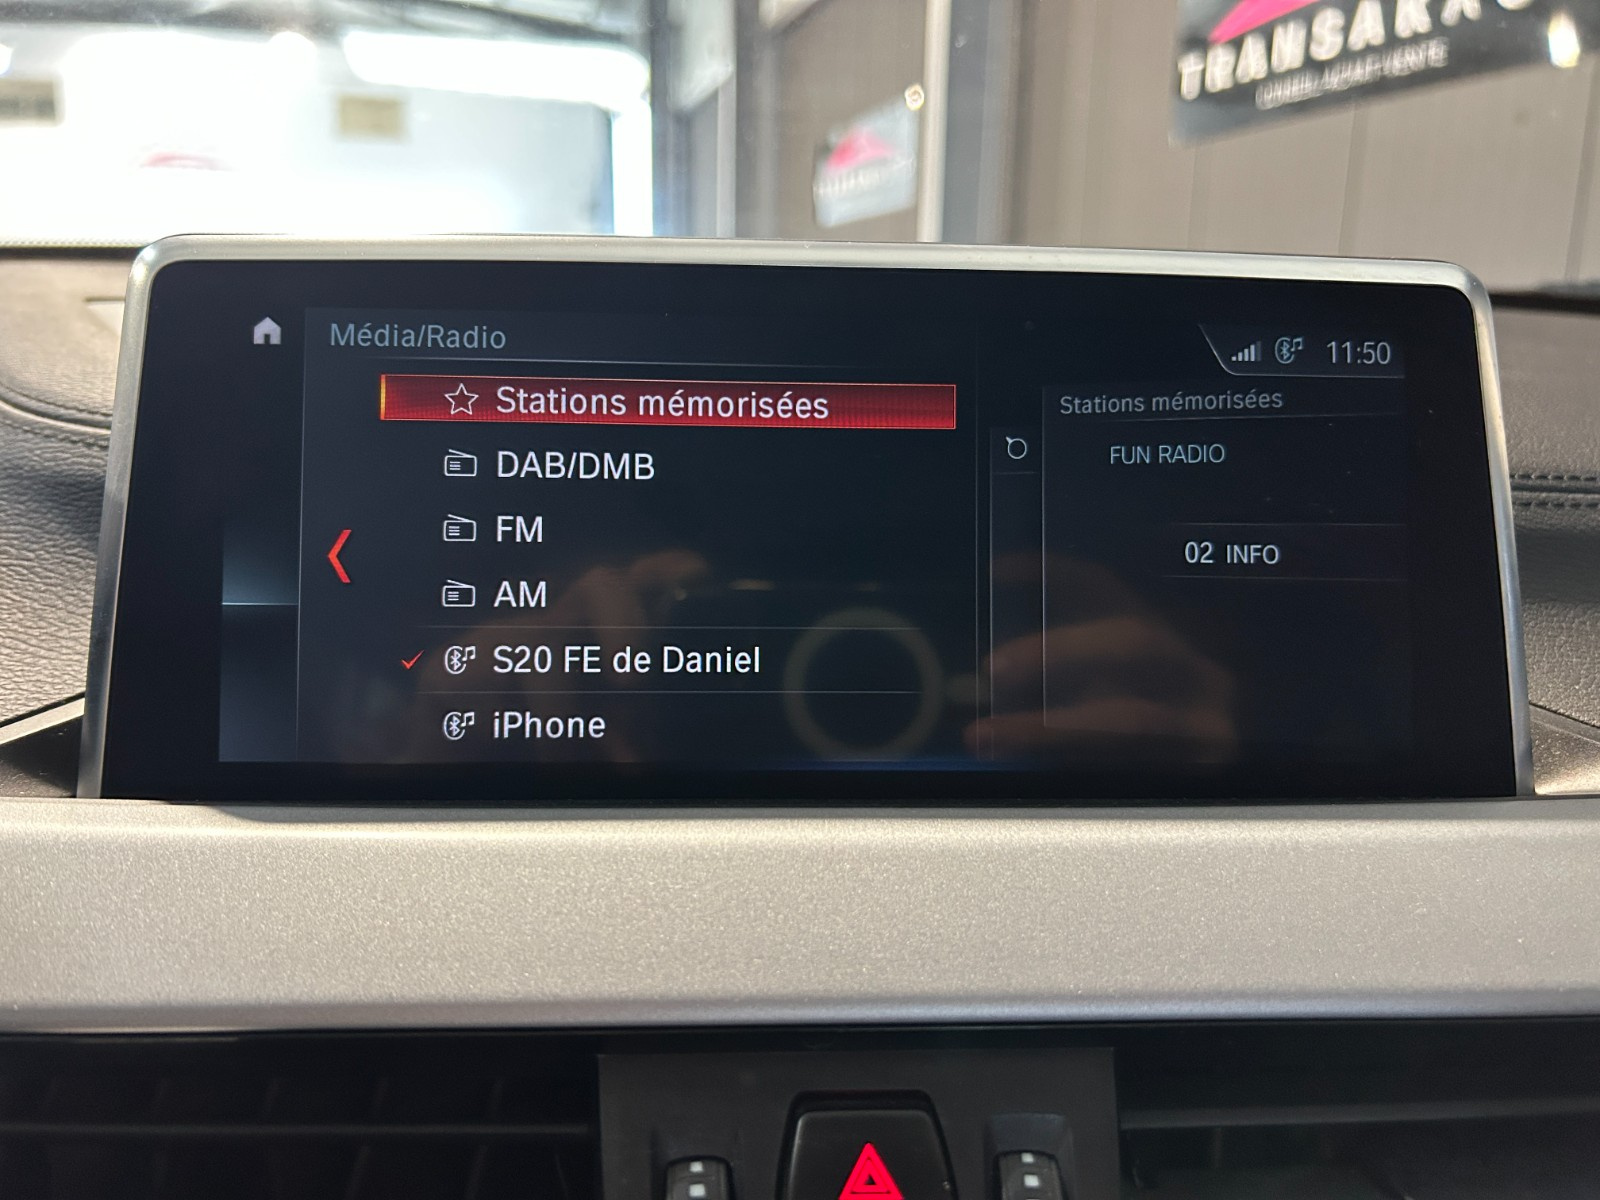 TRANSAKAUTO
Média/Radio
11:50
Stations mémorisées
DAB/DMB
FM
AM
S20 FE de Daniel
iPhone
Stations mémorisées
FUN RADIO
02 INFO